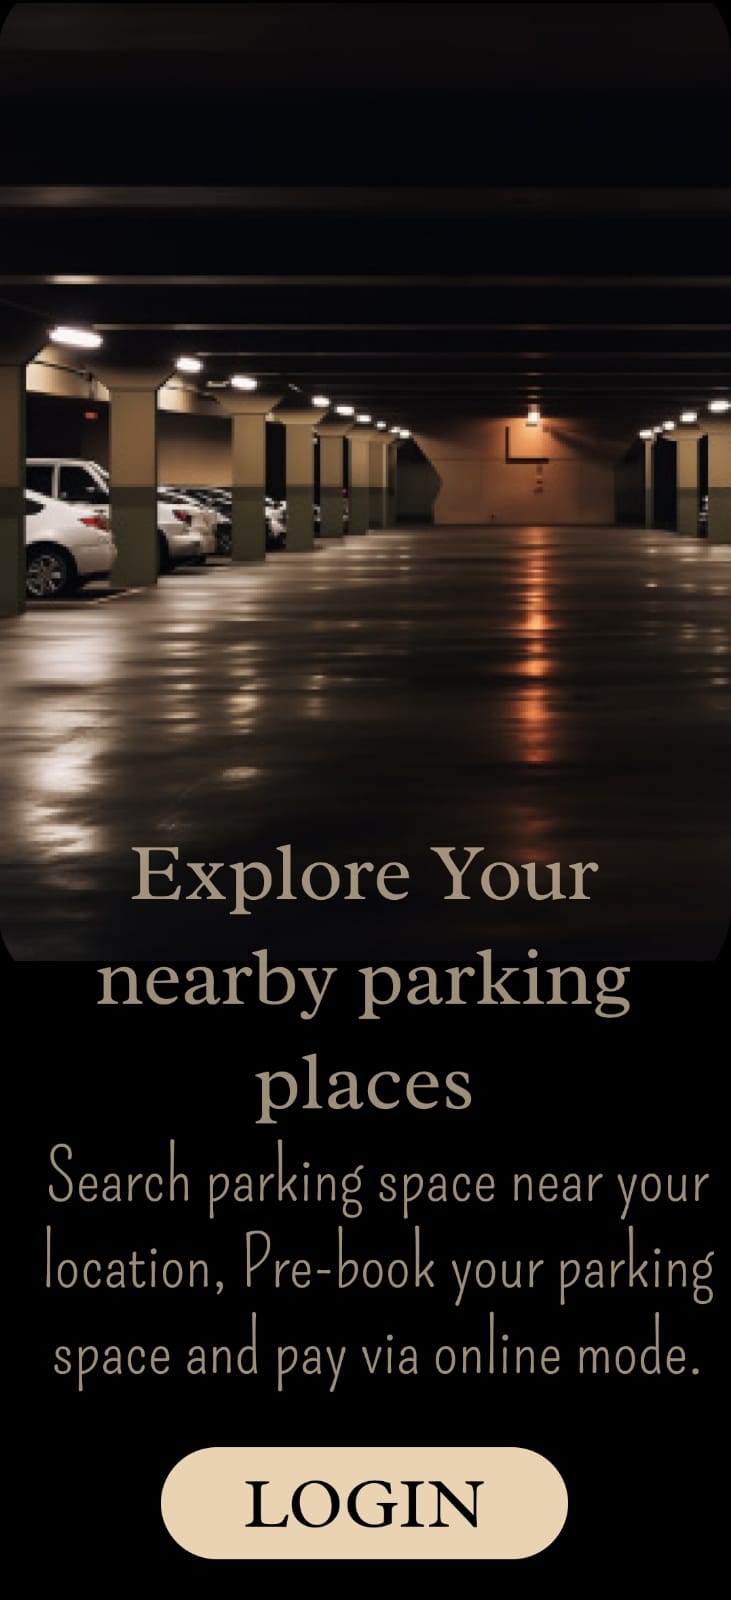 Explore Your
nearby parking
places
Search parking space near your
location, Pre-book your parking
space and pay via online mode.
LOGIN